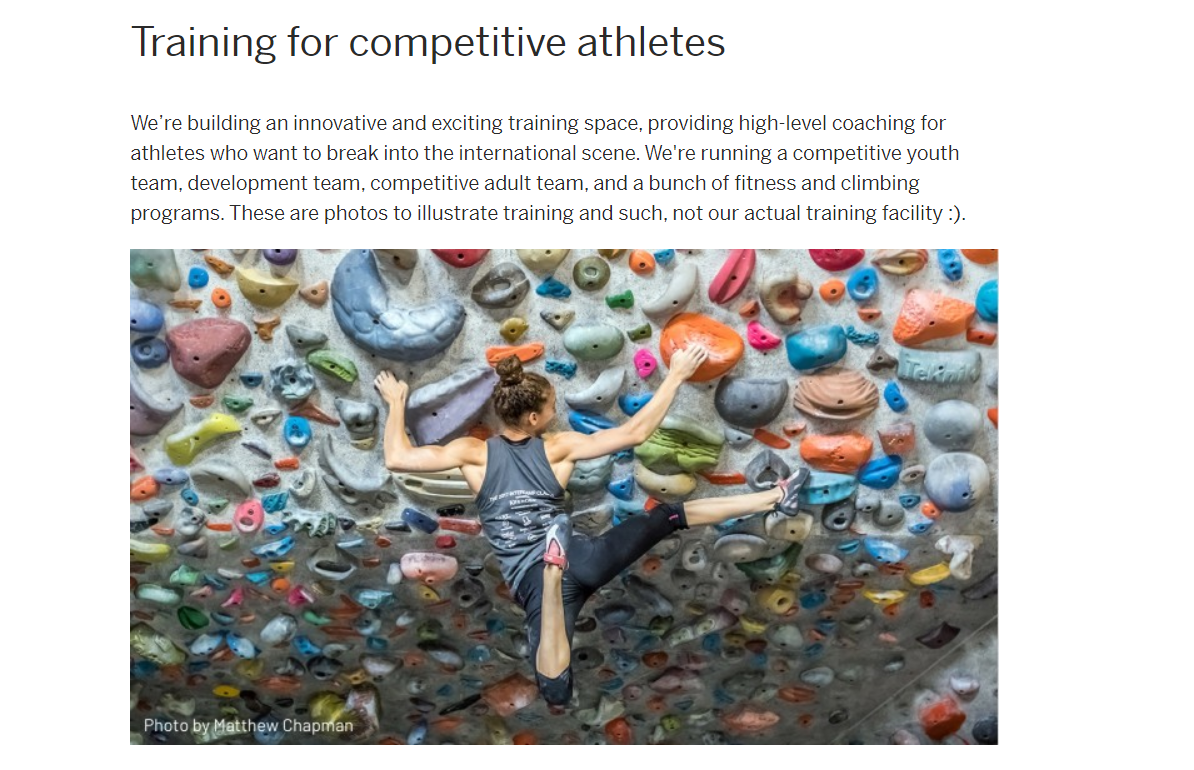 Training for competitive athletes
We’re building an innovative and exciting training space, providing high-level coaching for
athletes who want to break into the international scene. We're running a competitive youth
team, development team, competitive adult team, and a bunch of fitness and climbing
programs. These are photos to illustrate training and such, not our actual training facility :).
Teknik
Photo by Matthew Chapman